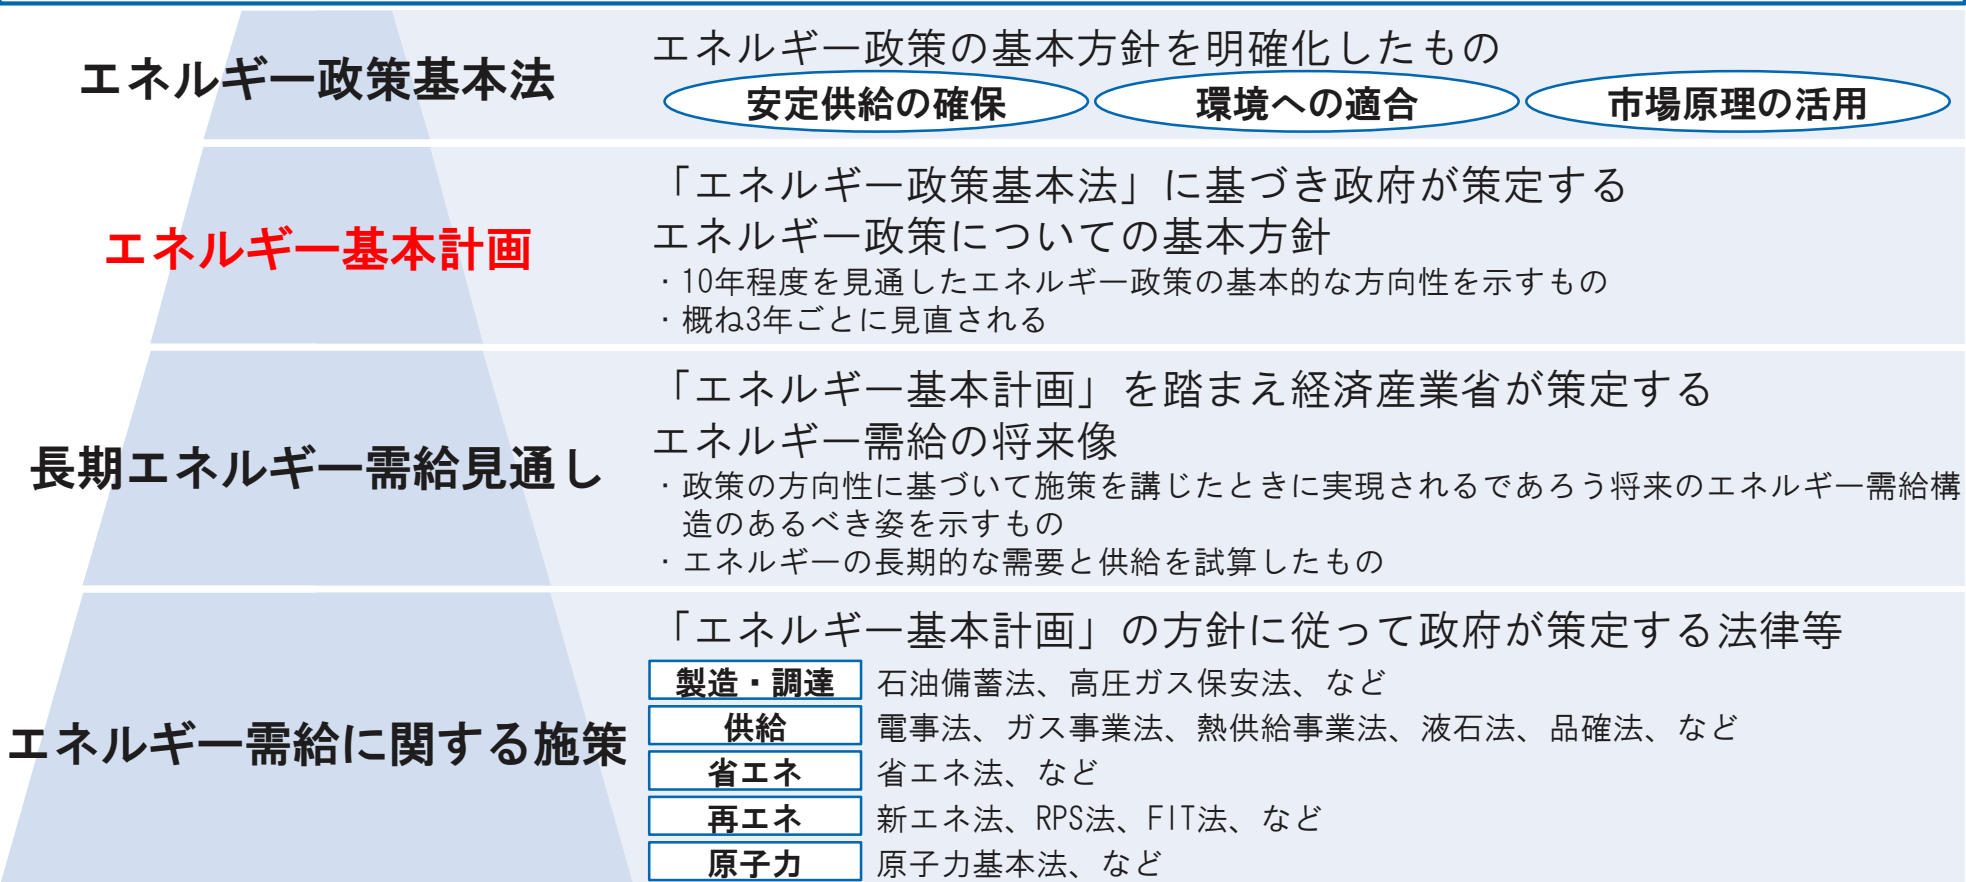 エネルギー政策基本法
エネルギー政策の基本方針を明確化したもの
安定供給の確保 環境への適合 市場原理の活用
エネルギー基本計画
「エネルギー政策基本法」に基づき政府が策定する
エネルギー政策についての基本方針
・10年程度を見通したエネルギー政策の基本的な方向性を示すもの
・概ね3年ごとに見直される
長期エネルギー需給見通し
「エネルギー基本計画」を踏まえ経済産業省が策定する
エネルギー需給の将来像
・政策の方向性に基づいて施策を講じたときに実現されるであろう将来のエネルギー需給構
造のあるべき姿を示すもの
・エネルギーの長期的な需要と供給を試算したもの
エネルギー需給に関する施策
「エネルギー基本計画」の方針に従って政府が策定する法律等
製造・調達 石油備蓄法、高圧ガス保安法、など
供給 電事法、ガス事業法、熱供給事業法、液石法、品確法、など
省エネ 省エネ法、など
再エネ 新エネ法、RPS法、FIT法、など
原子力 原子力基本法、など